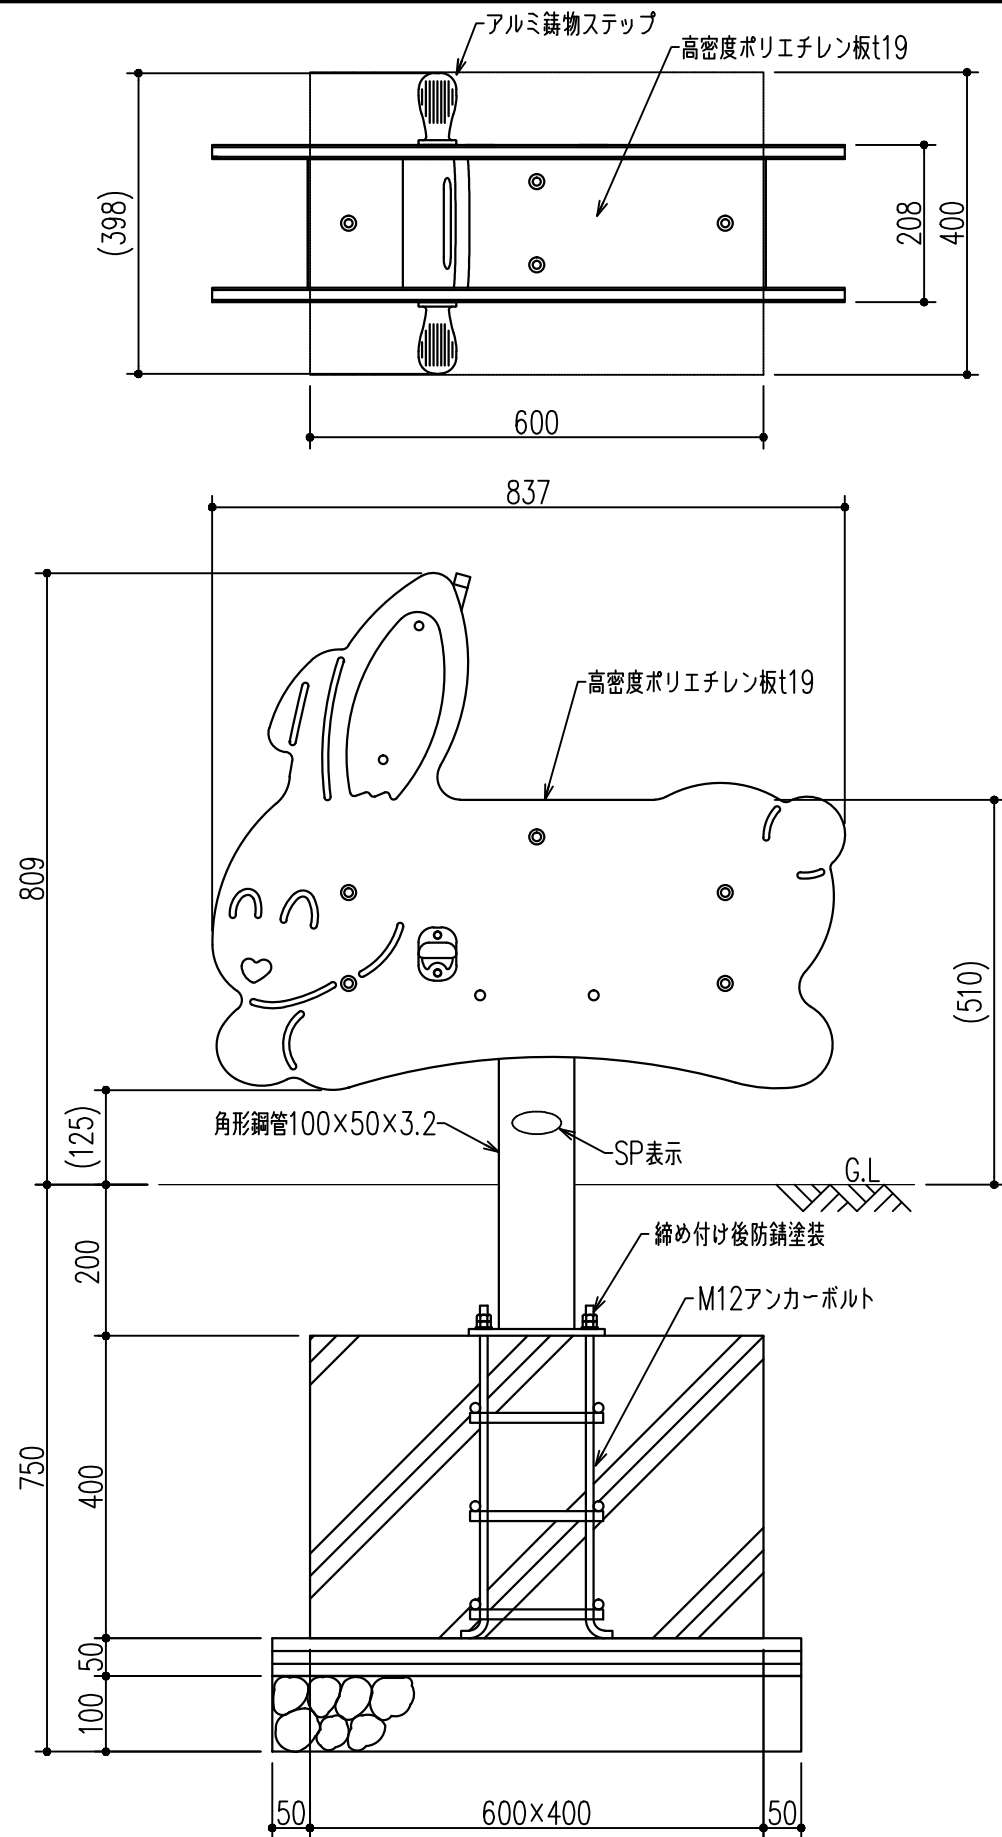 アルミ鋳物ステップ
高密度ポリエチレン板t19
(398)
208
400
600
837
高密度ポリエチレン板t19
809
(510)
(125)
角形鋼管100×50×3.2
SP表示
G.L
200
締め付け後防錆塗装
M12アンカーボルト
750
400
50
100
50
600×400
50